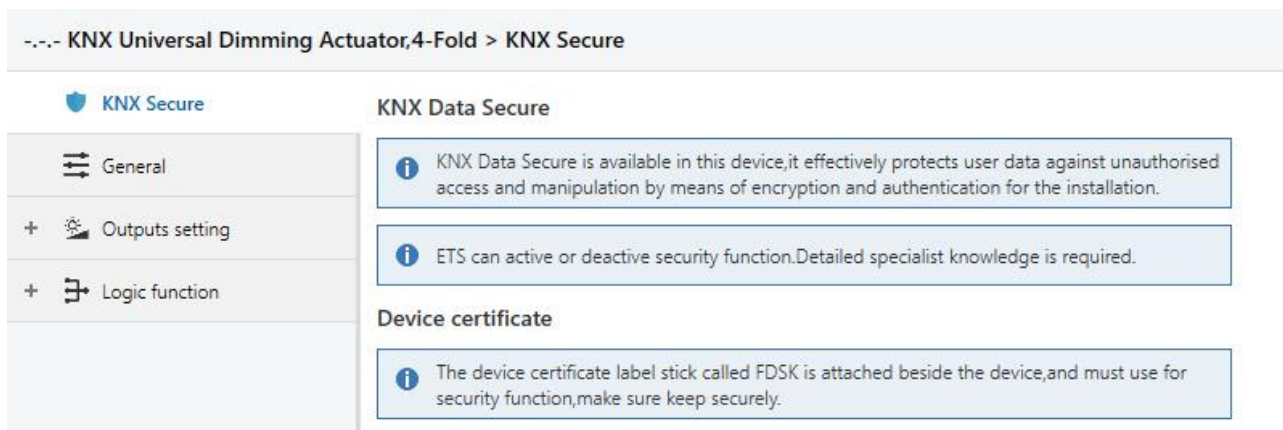 -.-.- KNX Universal Dimming Actuator,4-Fold > KNX Secure
KNX Secure
General
+ Outputs setting
+ Logic function
KNX Data Secure
KNX Data Secure is available in this device,it effectively protects user data against unauthorised
access and manipulation by means of encryption and authentication for the installation.
ETS can active or deactive security function.Detailed specialist knowledge is required.
Device certificate
The device certificate label stick called FDSK is attached beside the device,and must use for
security function,make sure keep securely.